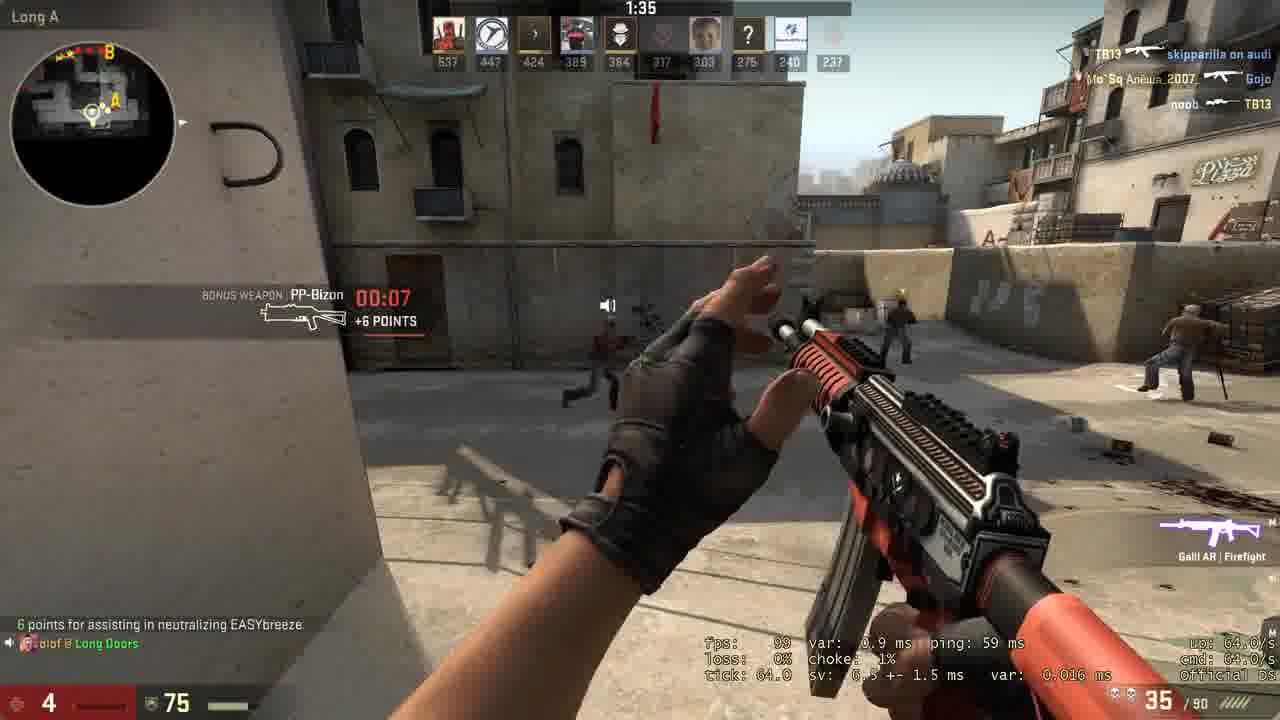 Long A
1:35
B
A
?
537 447 424 389 384 317 303 275 240 237
TB13 skipparilla on audi
Mo`Sq Алёша_2007 Gojo
noob TB13
Pizza
BONUS WEAPON PP-Bizon 00:07
+6 POINTS
Galil AR | Firefight
6 points for assisting in neutralizing EASYbreeze
olof @ Long Doors
fps: 99 var: 0.9 ms ping: 59 ms
loss: 0% choke: 1%
tick: 64.0 sv: 6.5 +- 1.5 ms var: 0.016 ms
up: 64.0/s
cmd: 64.0/s
Official DS
4 75
35 / 90